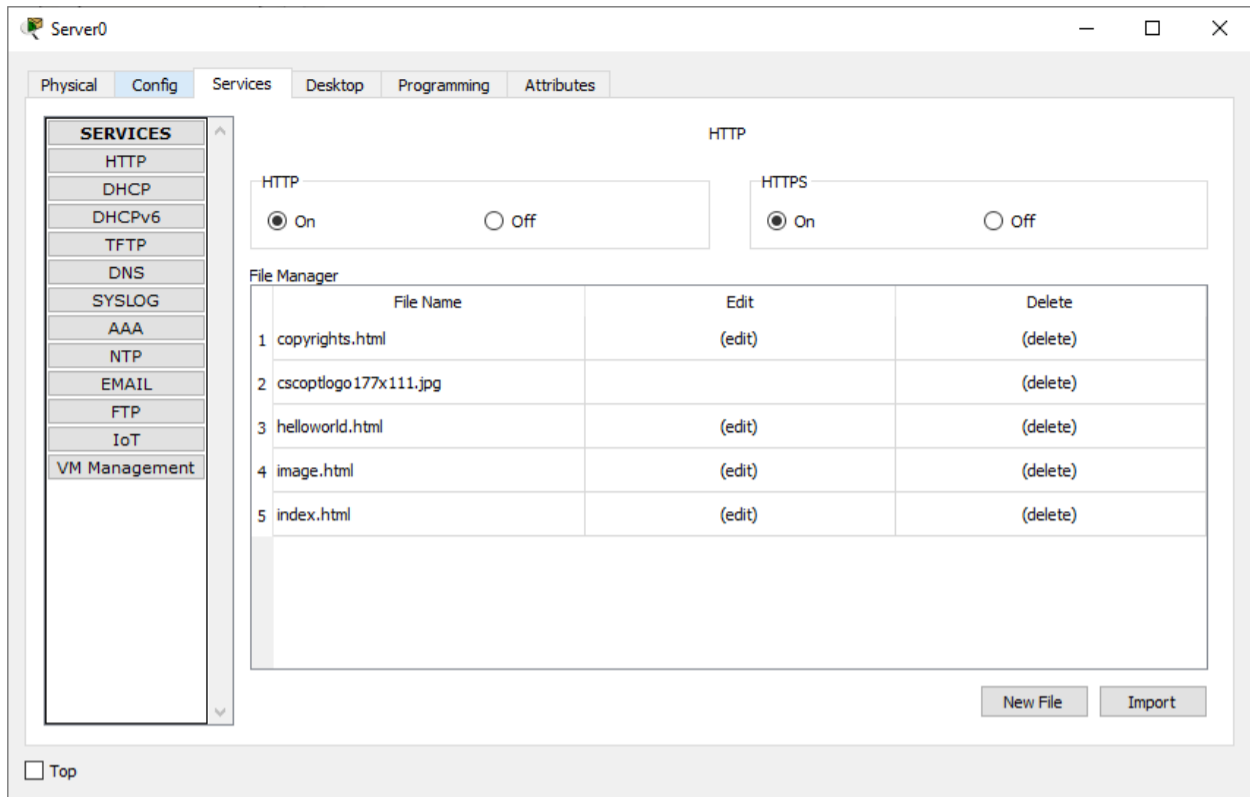 Server0
Physical Config Services Desktop Programming Attributes
SERVICES
HTTP
DHCP
DHCPv6
TFTP
DNS
SYSLOG
AAA
NTP
EMAIL
FTP
IoT
VM Management
HTTP
HTTP
On Off
HTTPS
On Off
File Manager
File Name Edit Delete
1 copyrights.html (edit) (delete)
2 cscoptlogo177x111.jpg (delete)
3 helloworld.html (edit) (delete)
4 image.html (edit) (delete)
5 index.html (edit) (delete)
New File Import
Top